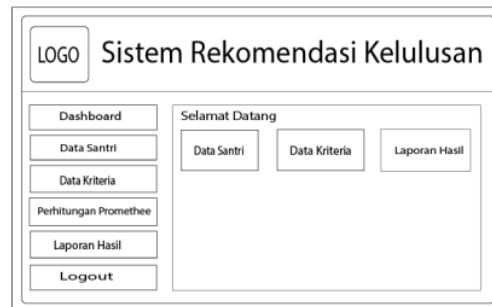 LOGO
Sistem Rekomendasi Kelulusan
Dashboard
Data Santri
Data Kriteria
Perhitungan Promethee
Laporan Hasil
Logout
Selamat Datang
Data Santri
Data Kriteria
Laporan Hasil